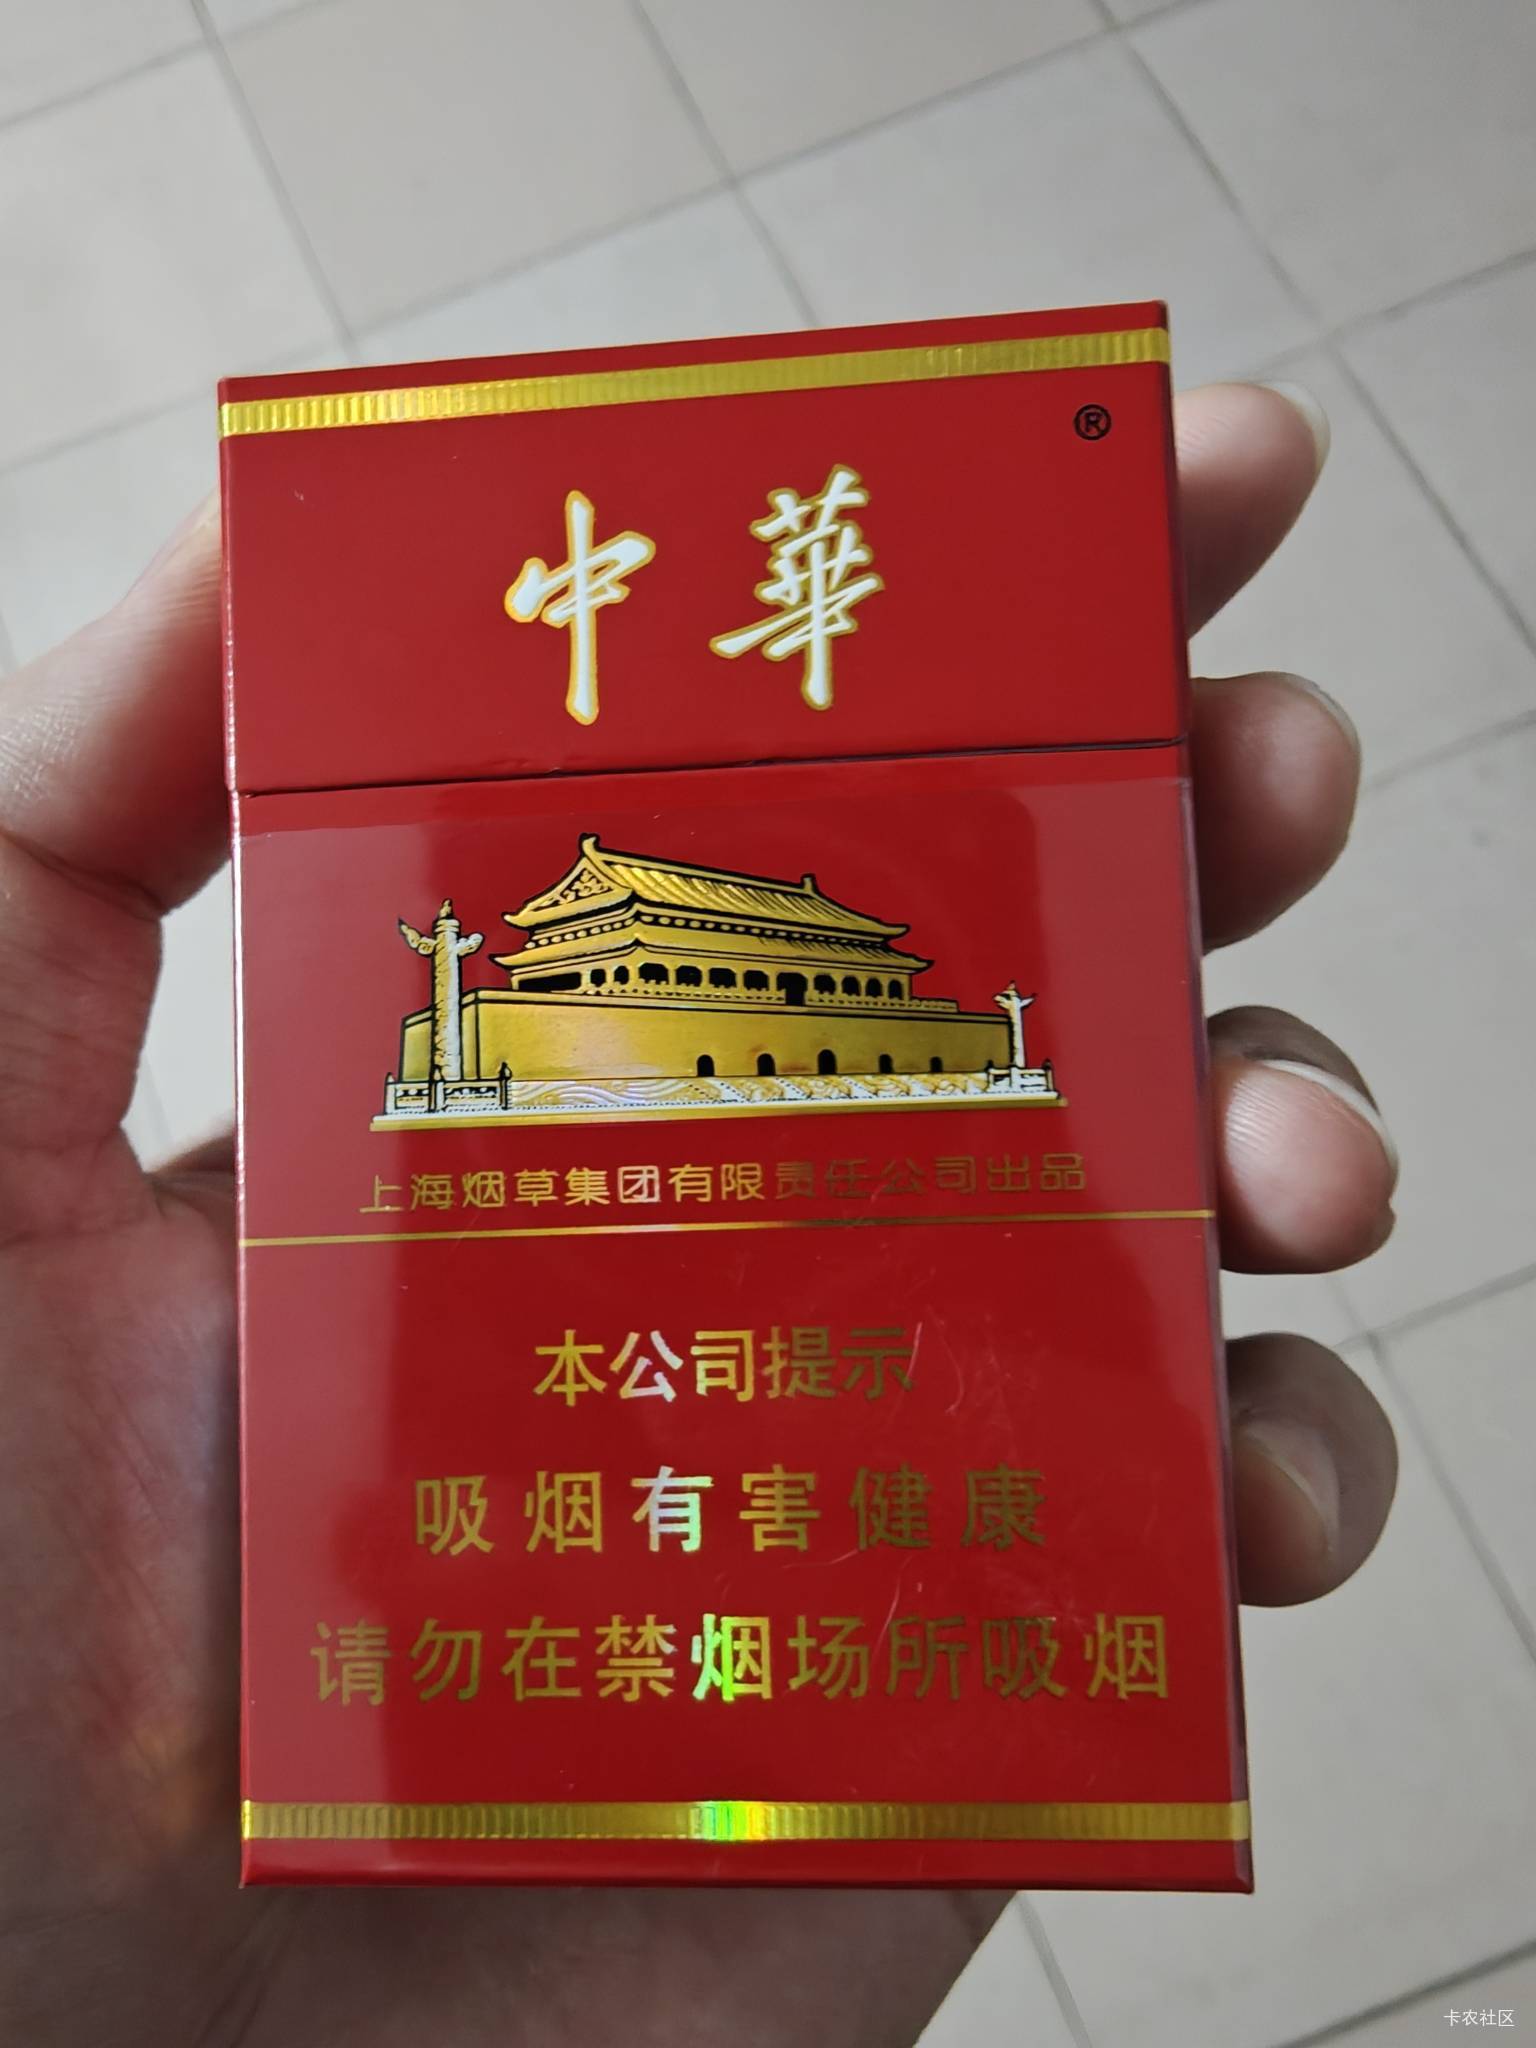 ®
中華
上海烟草集团有限责任公司出品
本公司提示
吸烟有害健康
请勿在禁烟场所吸烟
卡农社区